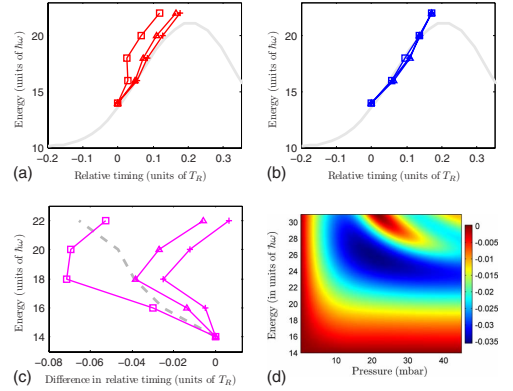 20
15
10
Energy (units of ħω)
-0.2 -0.1 0 0.1 0.2 0.3
Relative timing (units of T_R)
(a)
20
15
10
Energy (units of ħω)
-0.2 -0.1 0 0.1 0.2 0.3
Relative timing (units of T_R)
(b)
22
20
18
16
14
Energy (units of ħω)
-0.08 -0.06 -0.04 -0.02 0
Difference in relative timing (units of T_R)
(c)
30
28
26
24
22
20
18
16
14
Energy (in units of ħω)
10 20 30 40
Pressure (mbar)
0
-0.005
-0.01
-0.015
-0.02
-0.025
-0.03
-0.035
(d)